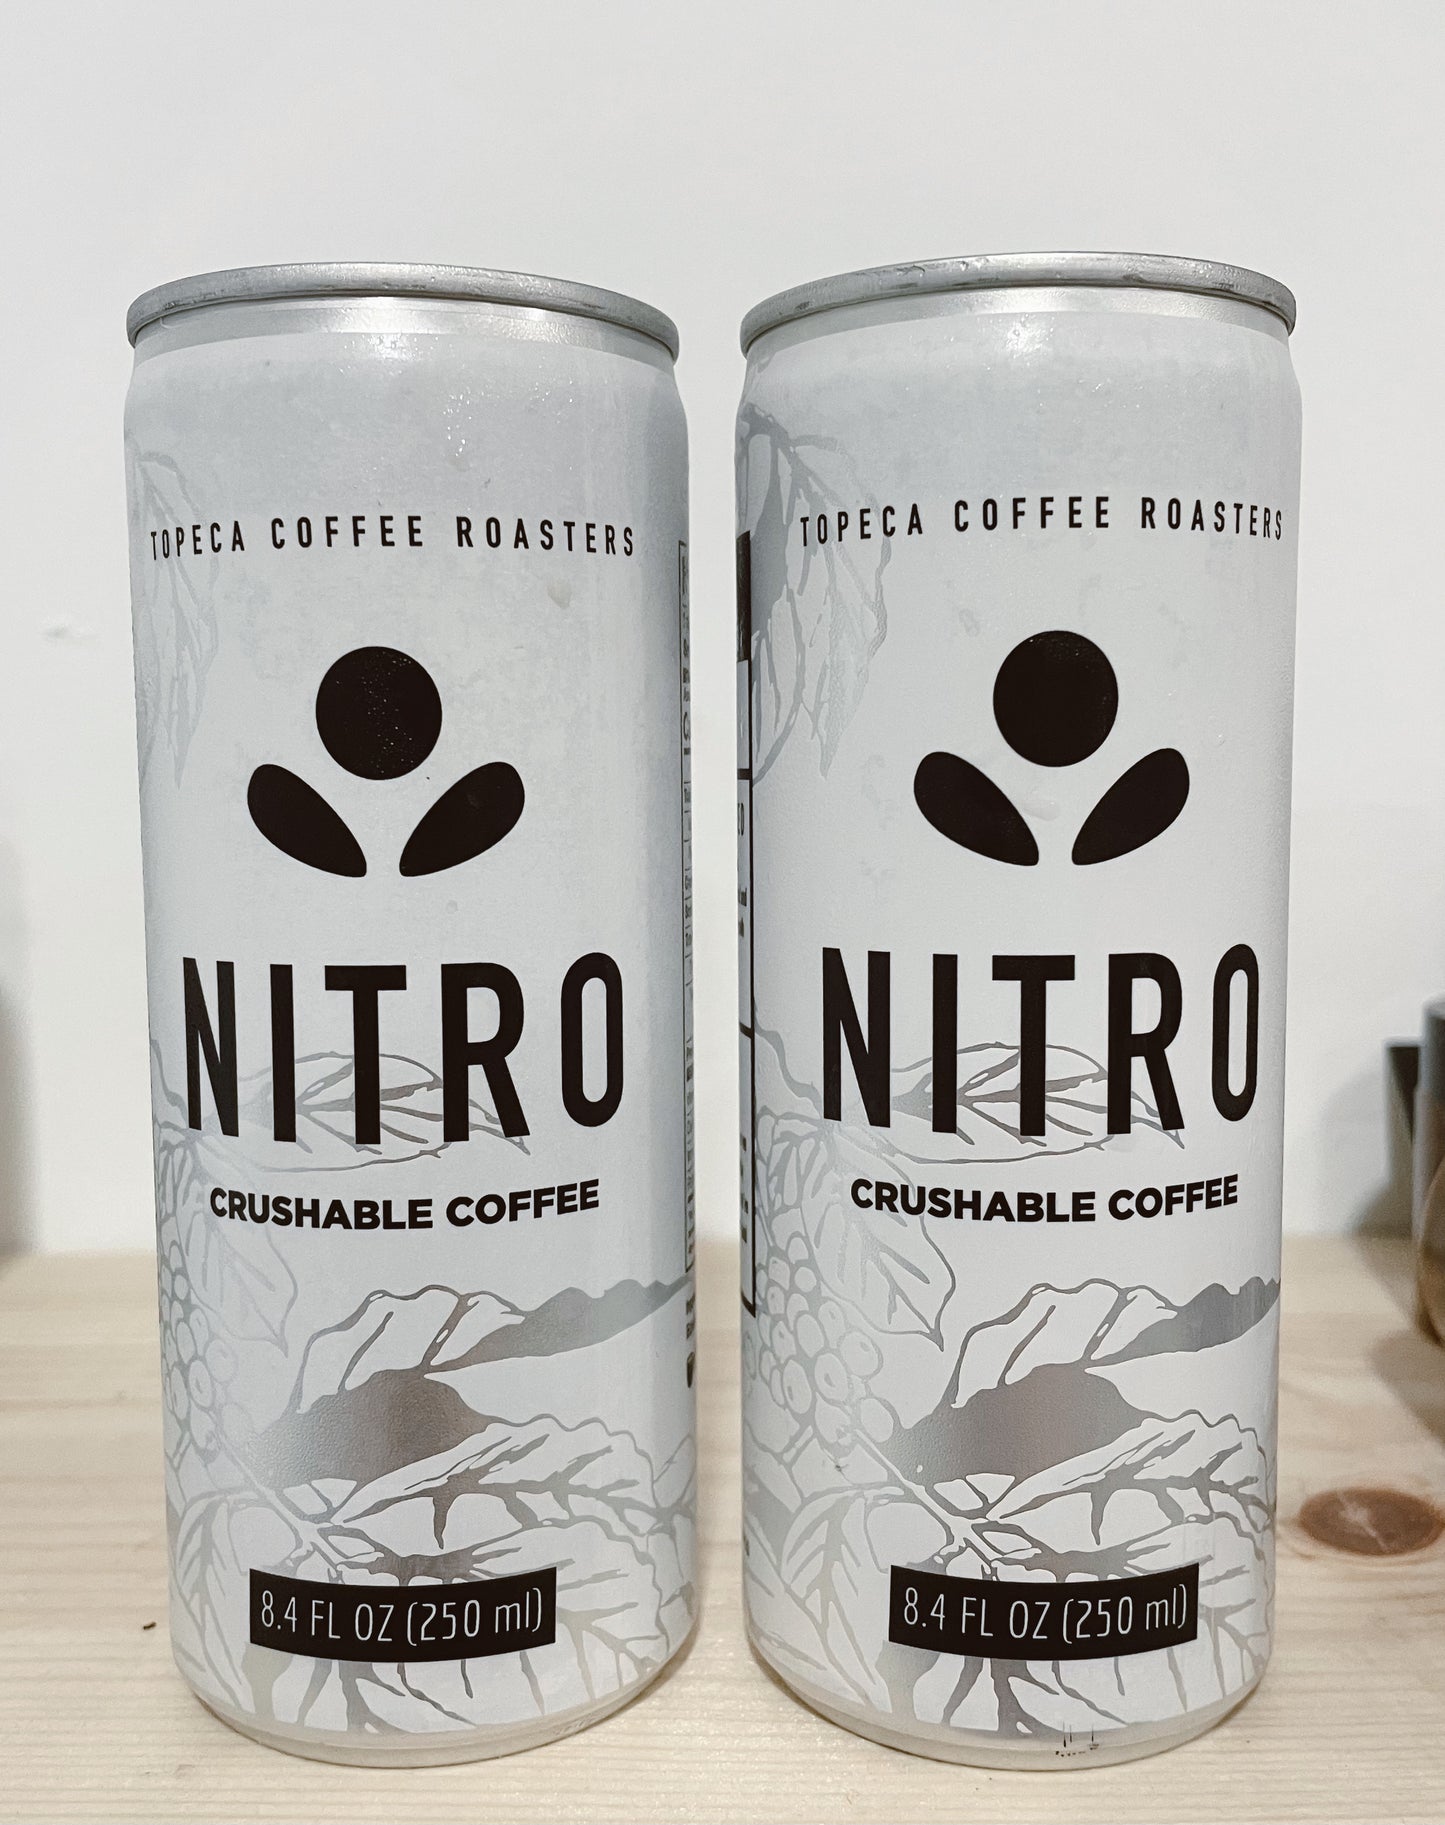 TOPECA COFFEE ROASTERS
NITRO
CRUSHABLE COFFEE
8.4 FL OZ (250 ml)
TOPECA COFFEE ROASTERS
NITRO
CRUSHABLE COFFEE
8.4 FL OZ (250 ml)